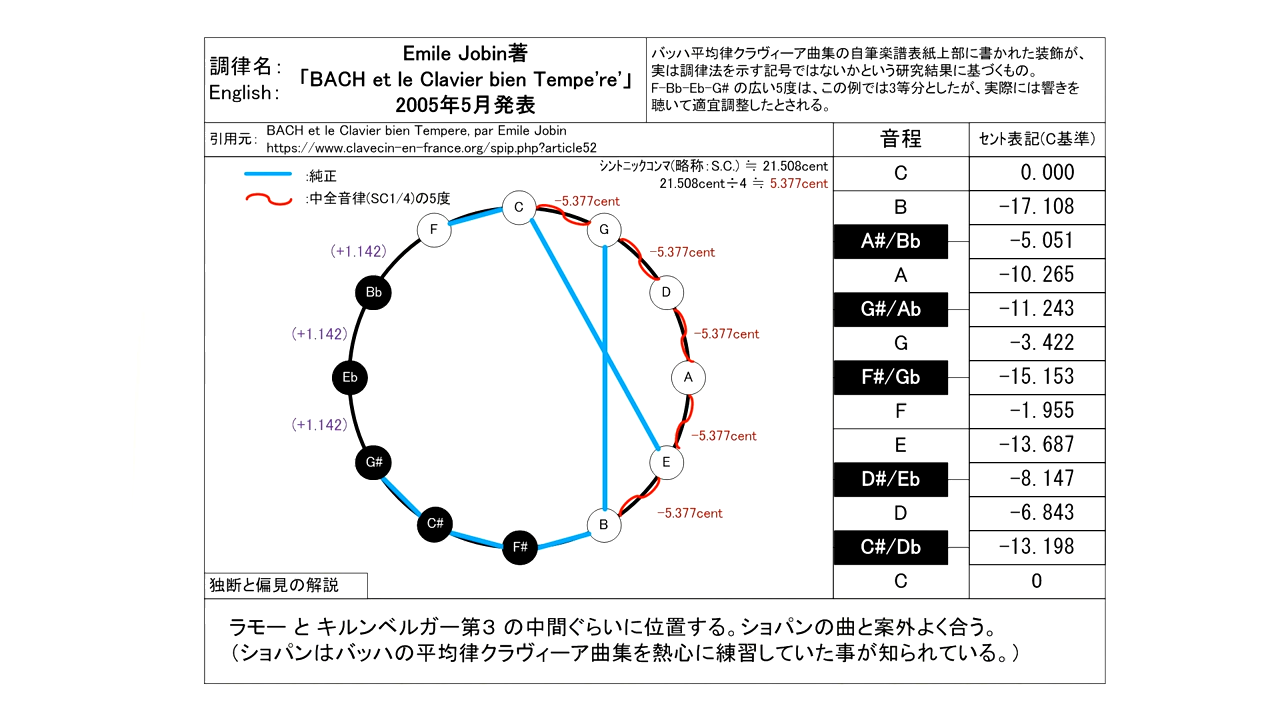 調律名：
English：
Emile Jobin著
「BACH et le Clavier bien Tempe're'」
2005年5月発表
バッハ平均律クラヴィーア曲集の自筆楽譜表紙上部に書かれた装飾が、
実は調律法を示す記号ではないかという研究結果に基づくもの。
F-Bb-Eb-G# の広い5度は、この例では3等分としたが、実際には響きを
聴いて適宜調整したとされる。
引用元：
BACH et le Clavier bien Tempere, par Emile Jobin
https://www.clavecin-en-france.org/spip.php?article52
音程
セント表記(C基準)
シントニックコンマ(略称：S.C.) ≒ 21.508cent
21.508cent÷4 ≒ 5.377cent
:純正
:中全音律(SC1/4)の5度
C
G
D
A
E
B
F#
C#
G#
Eb
Bb
F
-5.377cent
-5.377cent
-5.377cent
-5.377cent
-5.377cent
(+1.142)
(+1.142)
(+1.142)
C 0.000
B -17.108
A#/Bb -5.051
A -10.265
G#/Ab -11.243
G -3.422
F#/Gb -15.153
F -1.955
E -13.687
D#/Eb -8.147
D -6.843
C#/Db -13.198
C 0
独断と偏見の解説
ラモー と キルンベルガー第３ の中間ぐらいに位置する。ショパンの曲と案外よく合う。
（ショパンはバッハの平均律クラヴィーア曲集を熱心に練習していた事が知られている。）